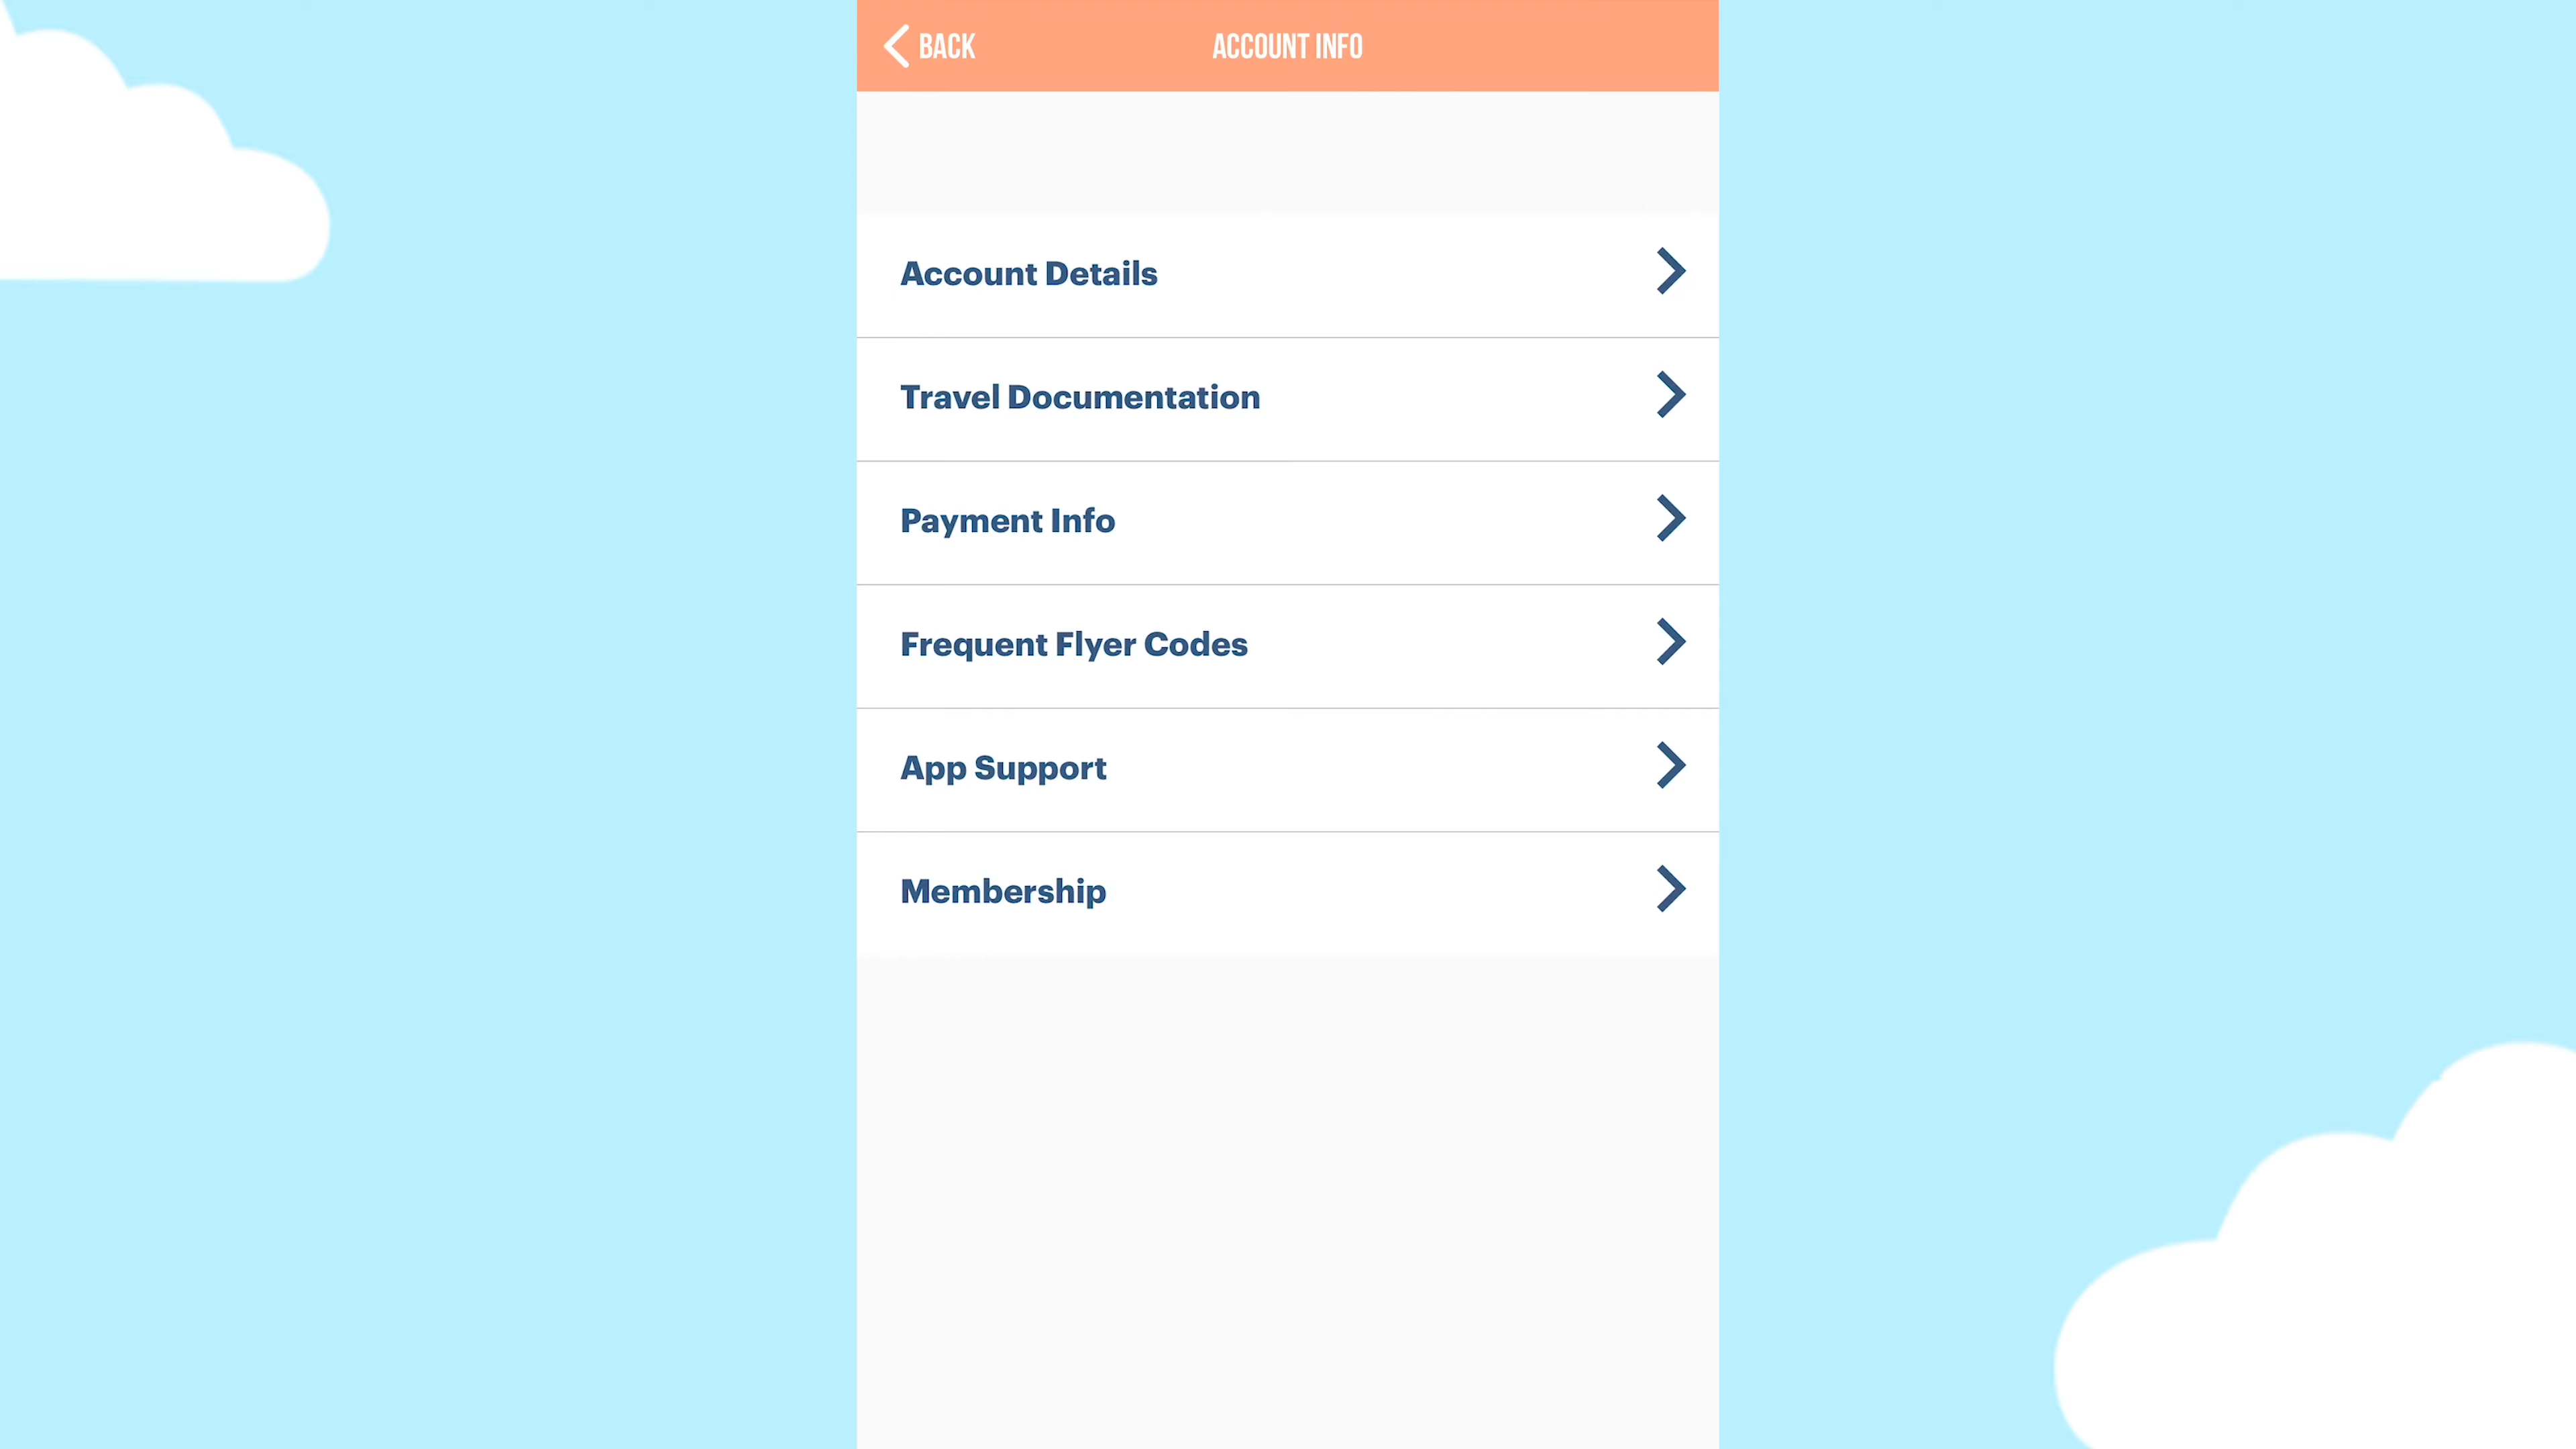 BACK
ACCOUNT INFO
Account Details
Travel Documentation
Payment Info
Frequent Flyer Codes
App Support
Membership